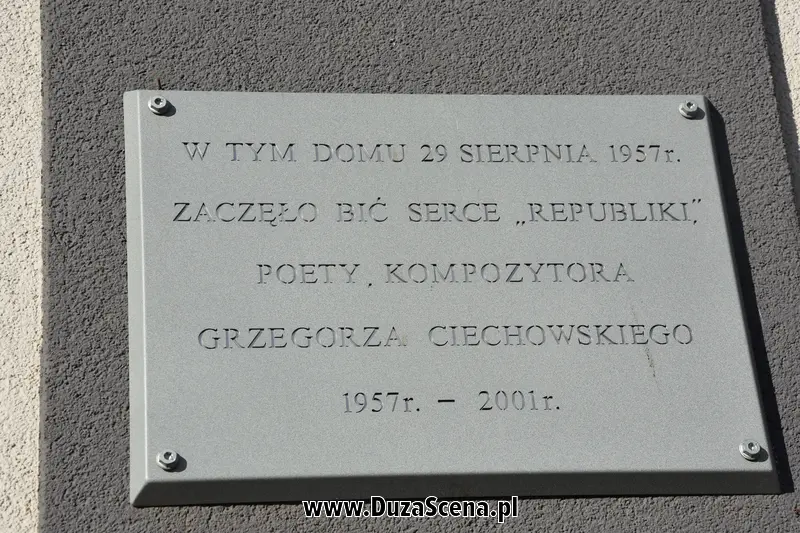 W TYM DOMU 29 SIERPNIA 1957r.
ZACZĘŁO BIĆ SERCE „REPUBLIKI”,
POETY, KOMPOZYTORA
GRZEGORZA CIECHOWSKIEGO
1957r. – 2001r.
www.DuzaScena.pl